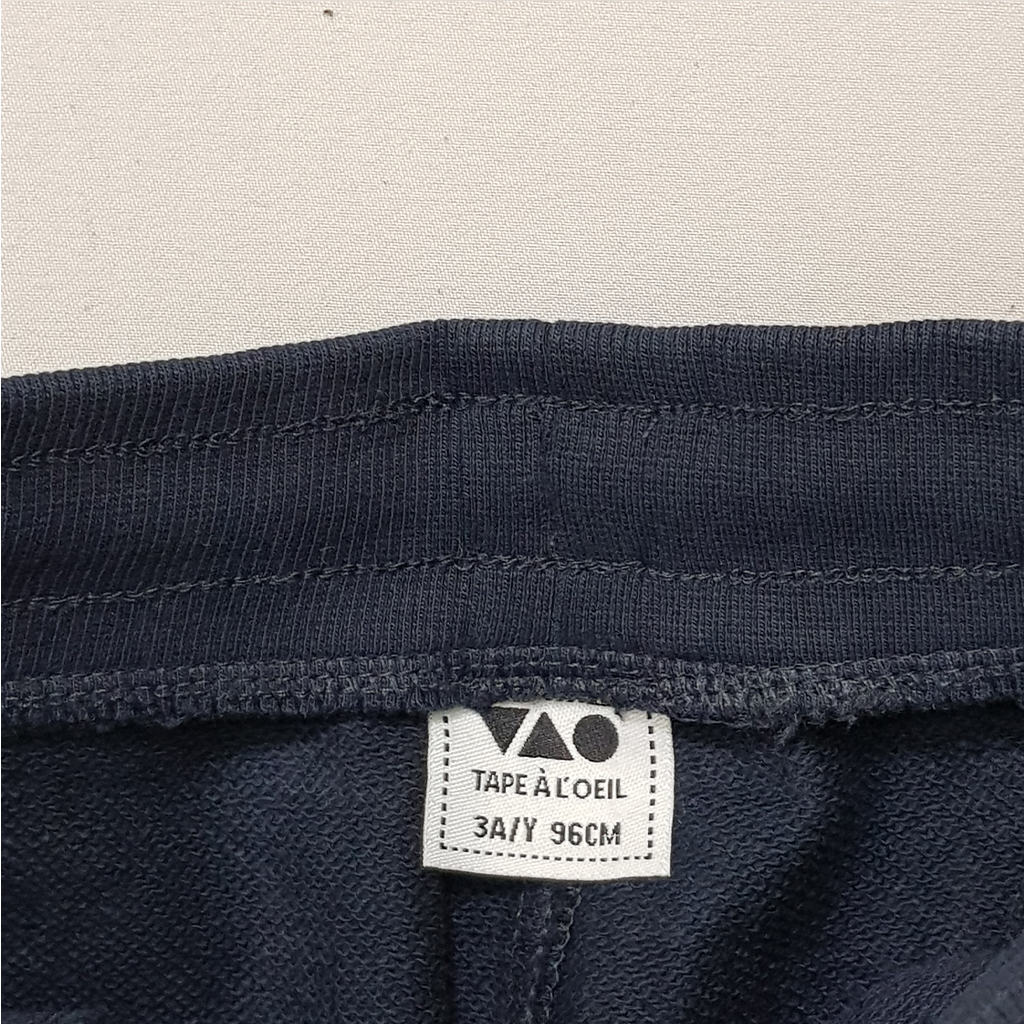 TAPE À L'OEIL
3A/Y 96CM